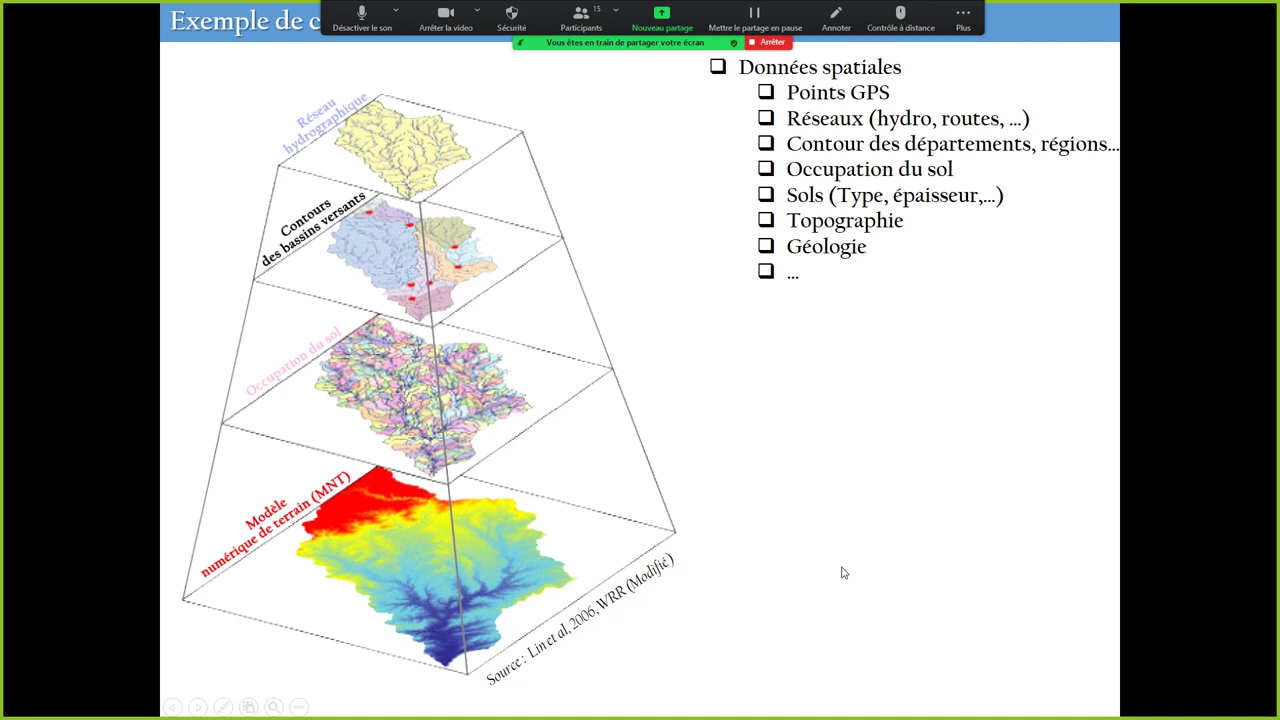 Exemple de c
Désactiver le son
Arrêter la video
Sécurité
15
Participants
Nouveau partage
Mettre le partage en pause
Annoter
Contrôle à distance
Plus
Vous êtes en train de partager votre écran
Arrêter
Données spatiales
Points GPS
Réseaux (hydro, routes, ...)
Contour des départements, régions...
Occupation du sol
Sols (Type, épaisseur,...)
Topographie
Géologie
...
Réseau
hydrographique
Contours
des bassins versants
Occupation du sol
Modèle
numérique de terrain (MNT)
Source : Lin et al., 2006, WRR (Modifié)